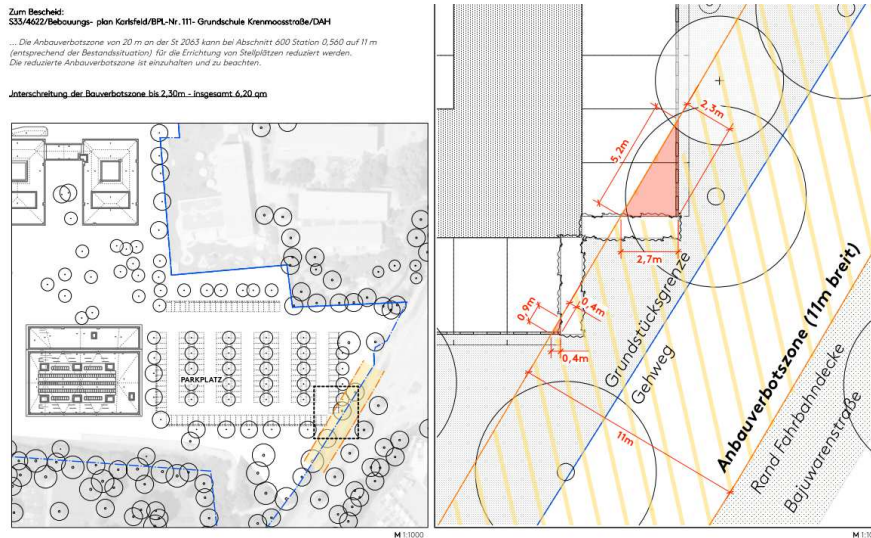 Zum Bescheid:
S33/4622/Bebauungs- plan Karlsfeld/BPL-Nr. 111- Grundschule Krenmoosstraße/DAH
... Die Anbauverbotszone von 20 m an der St 2063 kann bei Abschnitt 600 Station 0,560 auf 11 m
(entsprechend der Bestandssituation) für die Errichtung von Stellplätzen reduziert werden.
Die reduzierte Anbauverbotszone ist einzuhalten und zu beachten.
Unterschreitung der Bauverbotszone bis 2,30m - insgesamt 6,20 qm
PARKPLATZ
M 1:1000
2,3m
5,2m
2,7m
0,9m
0,4m
0,4m
11m
Grundstücksgrenze
Gehweg
Anbauverbotszone (11m breit)
Rand Fahrbahndecke
Bajuwarenstraße